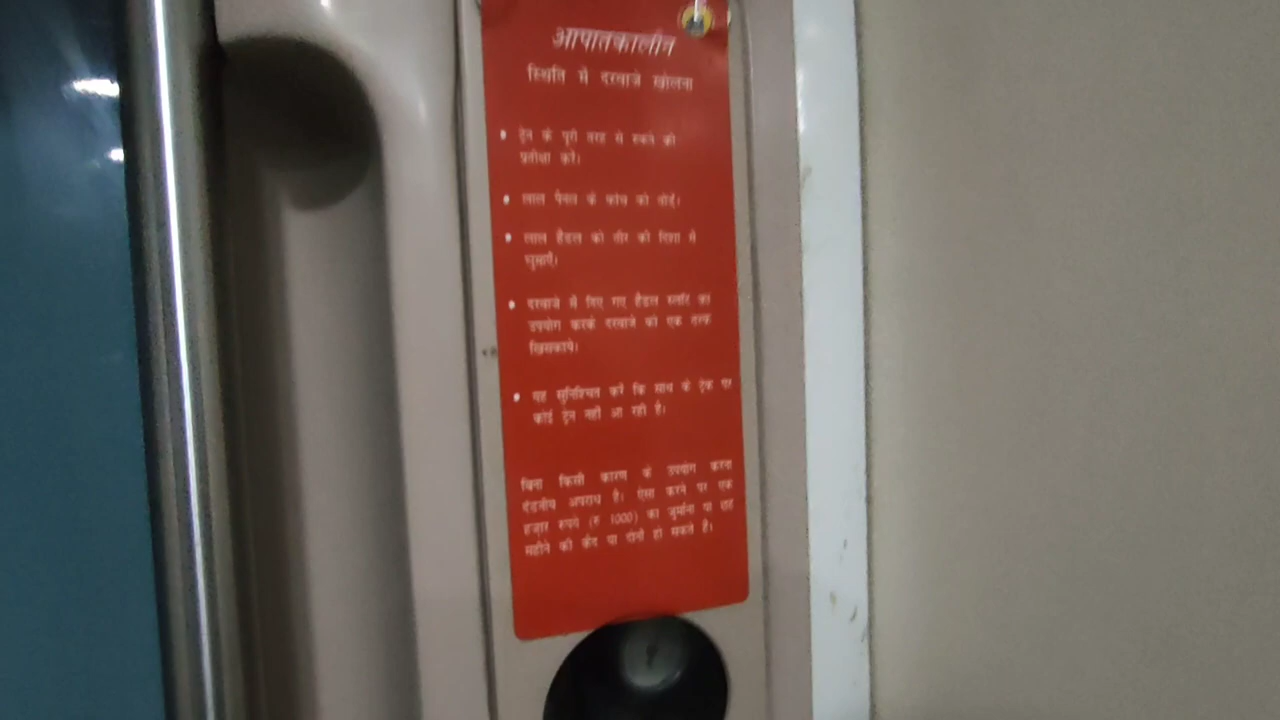 आपातकालीन
स्थिति में दरवाजे खोलना
• ट्रेन के पूरी तरह से रुकने की
प्रतीक्षा करें।
• लाल पैनल के कांच को तोड़ें।
• लाल हैंडल को तीर की दिशा में
घुमाएँ।
• दरवाजे में दिए गए हैंडल स्लॉट का
उपयोग करके दरवाजे को एक तरफ
खिसकाये।
• यह सुनिश्चित करें कि साथ के ट्रैक पर
कोई ट्रेन नहीं आ रही है।
बिना किसी कारण के उपयोग करना
दंडनीय अपराध है। ऐसा करने पर एक
हजार रुपये (रु 1000) का जुर्माना या छह
महीने की कैद या दोनों हो सकते है।